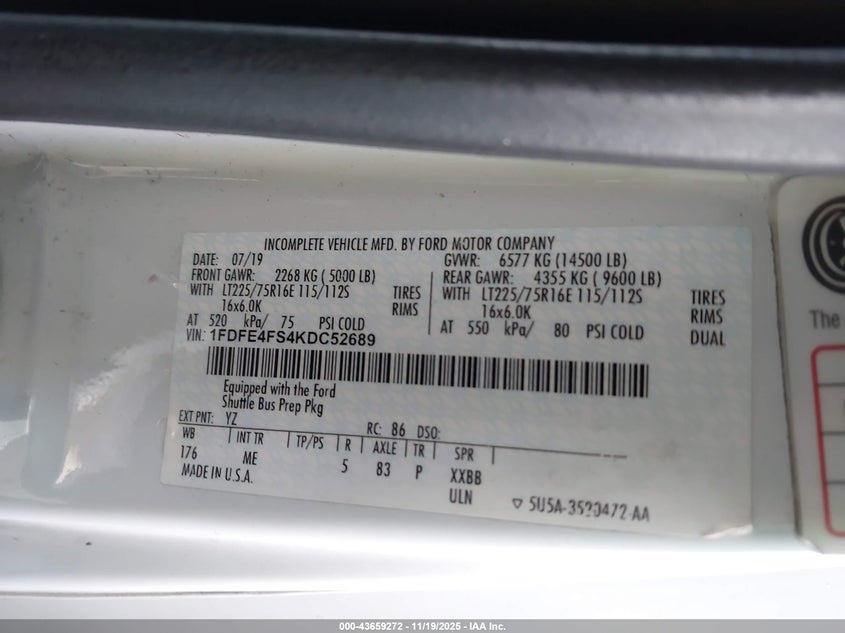 INCOMPLETE VEHICLE MFD. BY FORD MOTOR COMPANY
DATE: 07/19 GVWR: 6577 KG (14500 LB)
FRONT GAWR: 2268 KG ( 5000 LB) REAR GAWR: 4355 KG ( 9600 LB)
WITH LT225/75R16E 115/112S TIRES WITH LT225/75R16E 115/112S TIRES
16x6.0K RIMS 16x6.0K RIMS
AT 520 kPa/ 75 PSI COLD AT 550 kPa/ 80 PSI COLD DUAL
VIN: 1FDFE4FS4KDC52689
Equipped with the Ford
Shuttle Bus Prep Pkg
EXT PNT: YZ RC: 86 DSO:
WB INT TR TP/PS R AXLE TR SPR
176 ME 5 83 P XXBB
MADE IN U.S.A. ULN
The
000-43659272 - 11/19/2025 - IAA Inc.